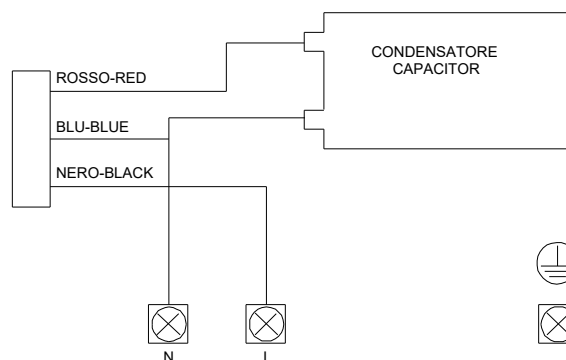 CONDENSATORE
CAPACITOR
ROSSO-RED
BLU-BLUE
NERO-BLACK
N
L